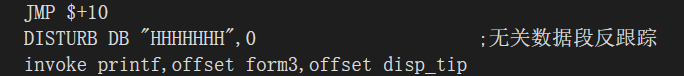 JMP $+10
DISTURB DB "HHHHHHH",0 ;无关数据段反跟踪
invoke printf,offset form3,offset disp_tip